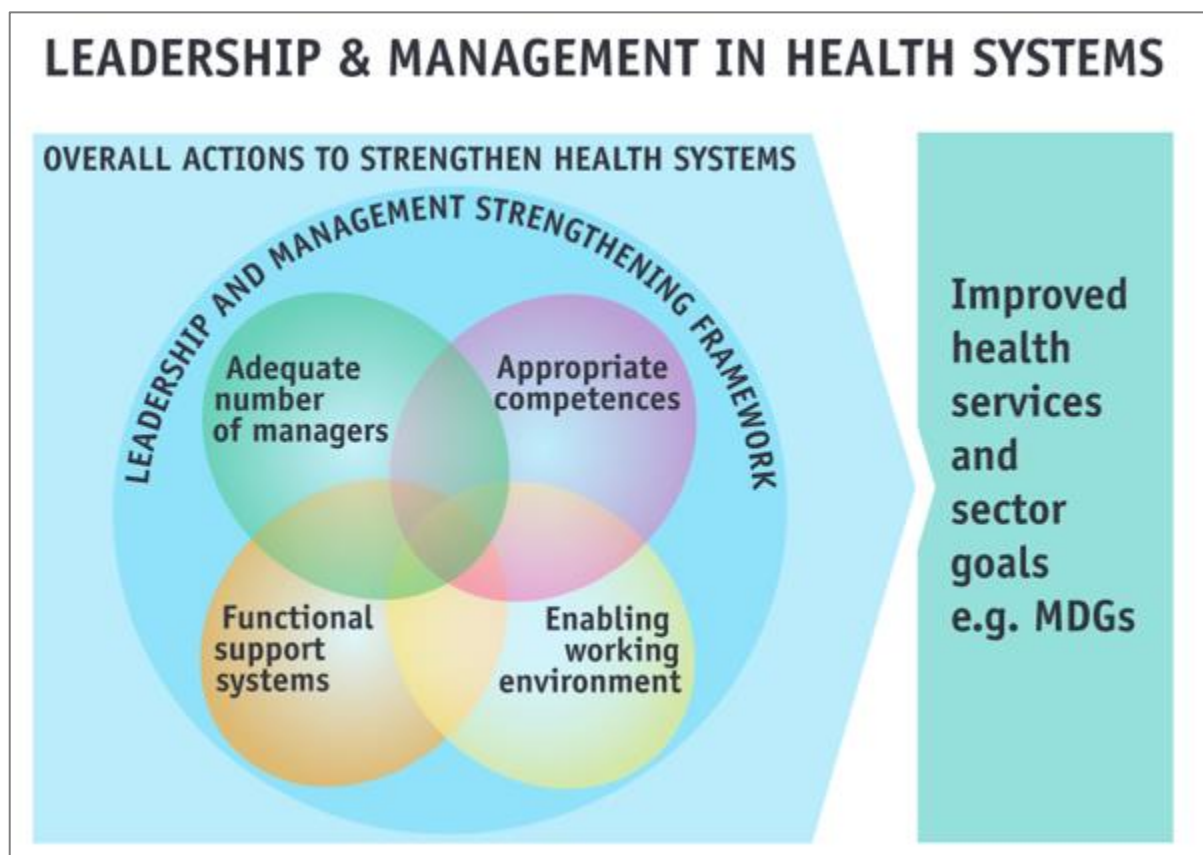 LEADERSHIP & MANAGEMENT IN HEALTH SYSTEMS
OVERALL ACTIONS TO STRENGTHEN HEALTH SYSTEMS
LEADERSHIP AND MANAGEMENT STRENGTHENING FRAMEWORK
Adequate
number
of managers
Appropriate
competences
Functional
support
systems
Enabling
working
environment
Improved
health
services
and
sector
goals
e.g. MDGs